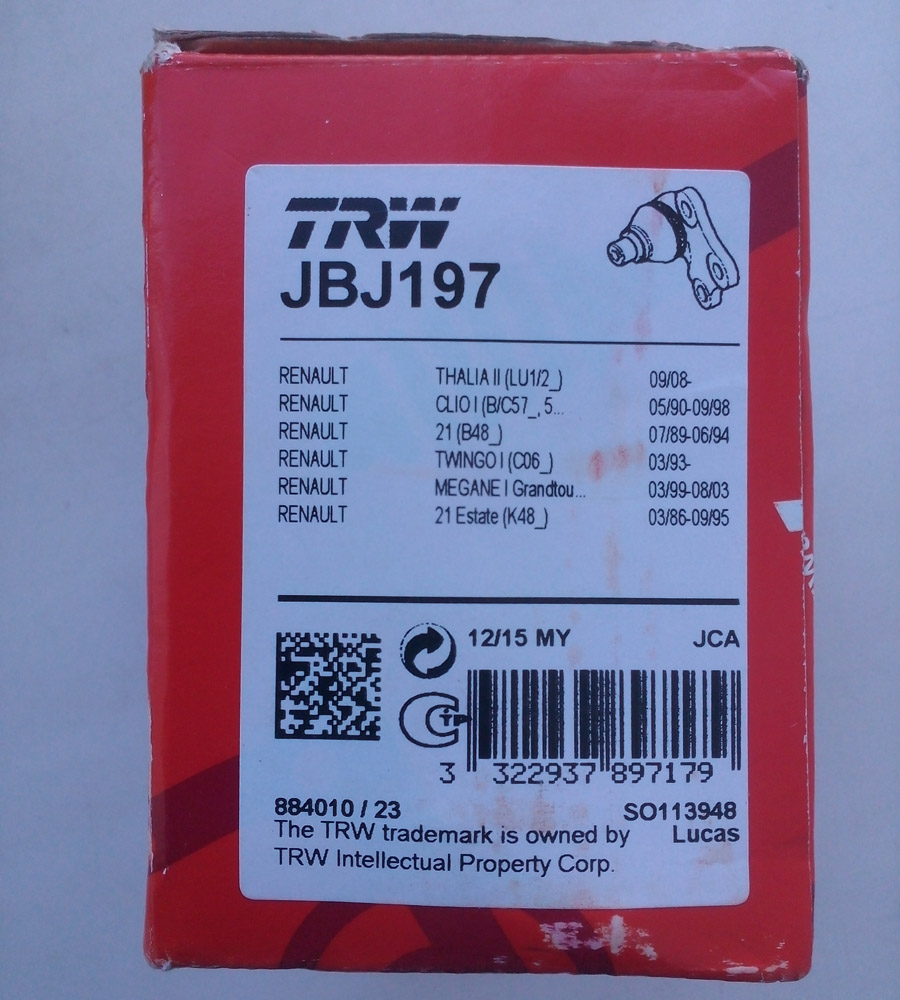 TRW
JBJ197
RENAULT THALIA II (LU1/2_) 09/08-
RENAULT CLIO I (B/C57_, 5... 05/90-09/98
RENAULT 21 (B48_) 07/89-06/94
RENAULT TWINGO I (C06_) 03/93-
RENAULT MEGANE I Grandtou... 03/99-08/03
RENAULT 21 Estate (K48_) 03/86-09/95
12/15 MY JCA
3 322937 897179
884010 / 23 SO113948
The TRW trademark is owned by Lucas
TRW Intellectual Property Corp.